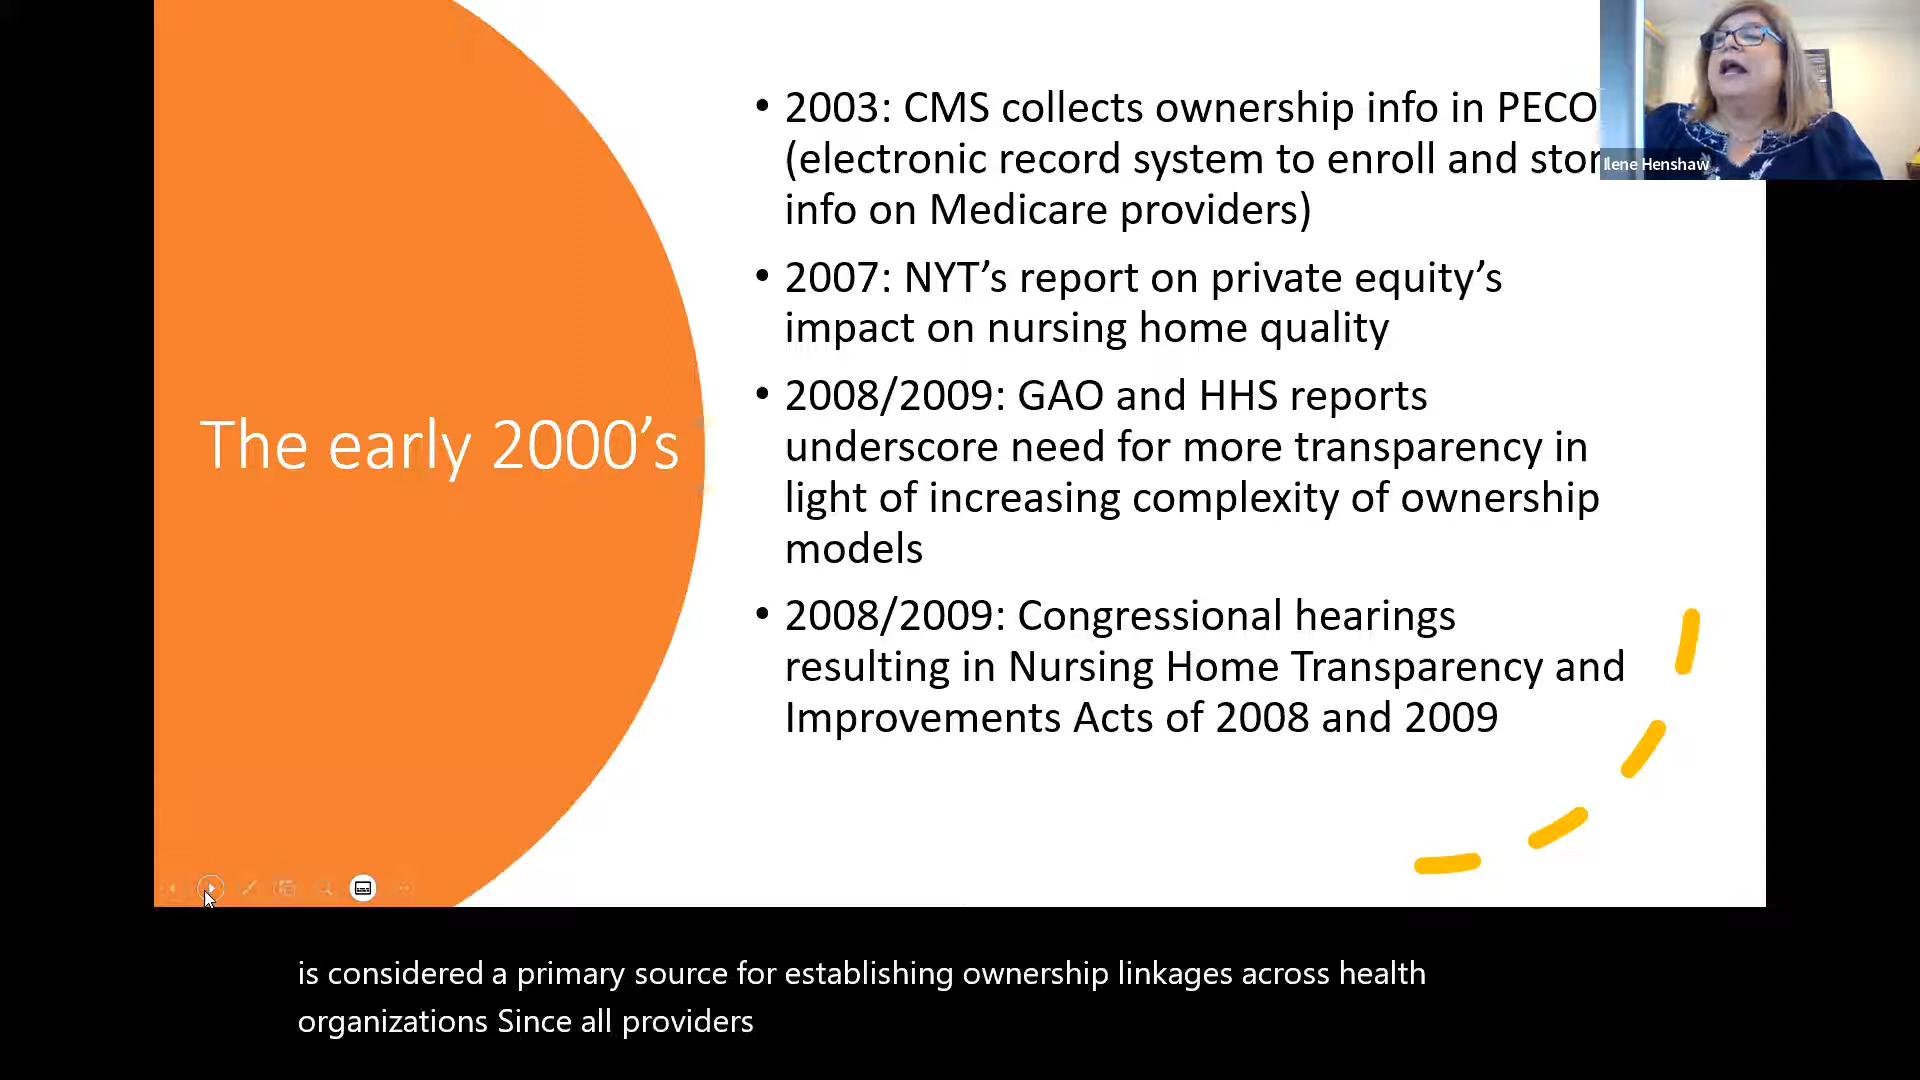 The early 2000's
• 2003: CMS collects ownership info in PECO
(electronic record system to enroll and stor
info on Medicare providers)
• 2007: NYT's report on private equity's
impact on nursing home quality
• 2008/2009: GAO and HHS reports
underscore need for more transparency in
light of increasing complexity of ownership
models
• 2008/2009: Congressional hearings
resulting in Nursing Home Transparency and
Improvements Acts of 2008 and 2009
Ilene Henshaw
is considered a primary source for establishing ownership linkages across health
organizations Since all providers